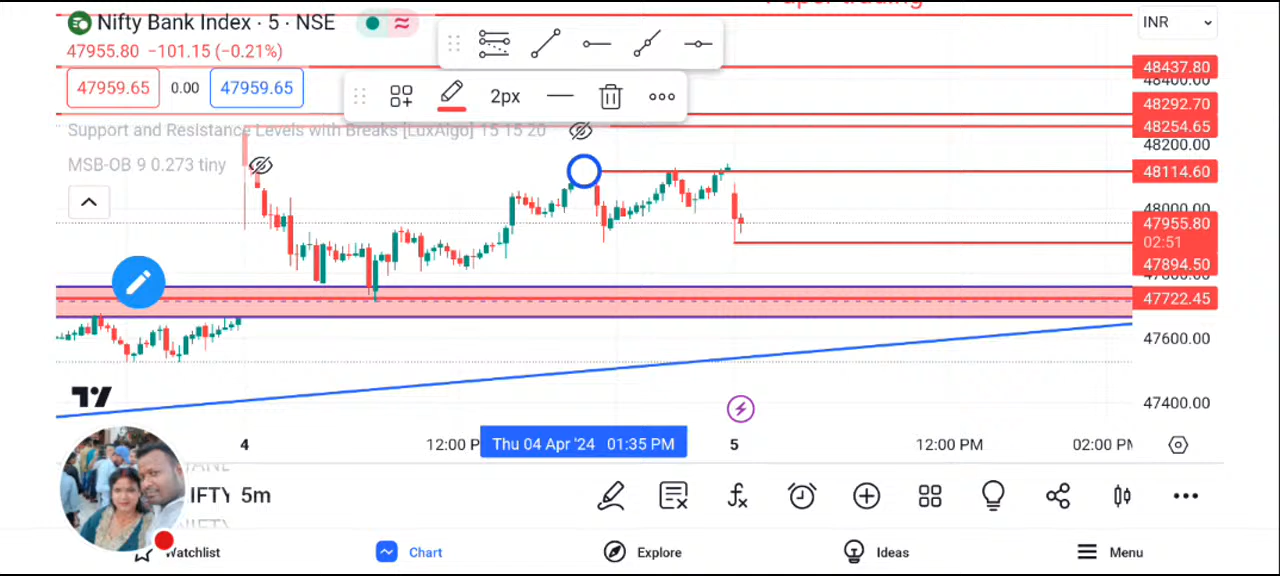 Paper trading
Nifty Bank Index · 5 · NSE
47955.80 −101.15 (−0.21%)
47959.65 0.00 47959.65
2px
Support and Resistance Levels with Breaks [LuxAlgo] 15 15 20
MSB-OB 9 0.273 tiny
INR
48437.80
48400.00
48292.70
48254.65
48200.00
48114.60
48000.00
47955.80
02:51
47894.50
47722.45
47600.00
47400.00
4
12:00 P
Thu 04 Apr '24 01:35 PM
5
12:00 PM
02:00 PM
IFTY 5m
Watchlist
Chart
Explore
Ideas
Menu